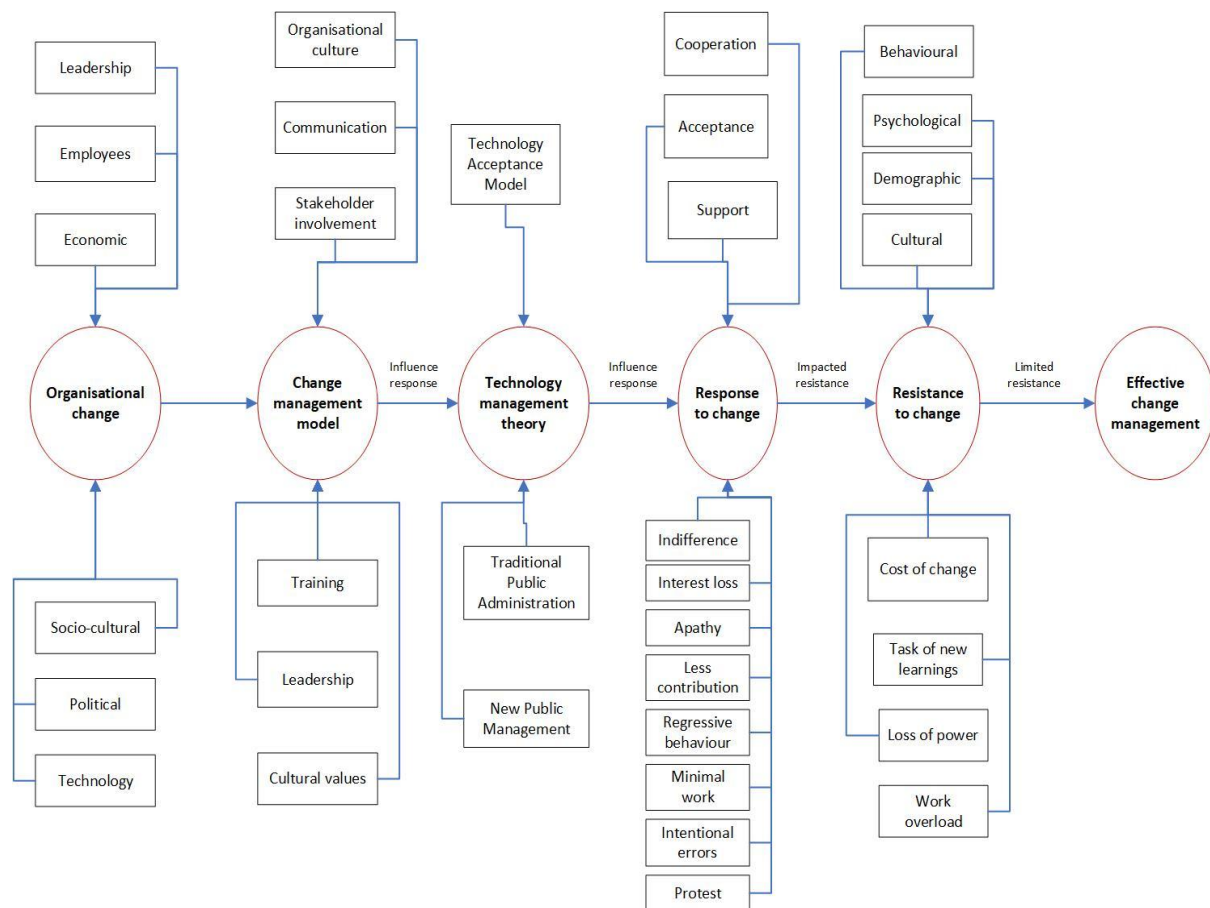 Leadership
Employees
Economic
Organisational
culture
Communication
Stakeholder
involvement
Technology
Acceptance
Model
Cooperation
Acceptance
Support
Behavioural
Psychological
Demographic
Cultural
Organisational
change
Change
management
model
Influence
response
Technology
management
theory
Influence
response
Response
to change
Impacted
resistance
Resistance
to change
Limited
resistance
Effective
change
management
Socio-cultural
Political
Technology
Training
Leadership
Cultural values
Traditional
Public
Administration
New Public
Management
Indifference
Interest loss
Apathy
Less
contribution
Regressive
behaviour
Minimal
work
Intentional
errors
Protest
Cost of change
Task of new
learnings
Loss of power
Work
overload